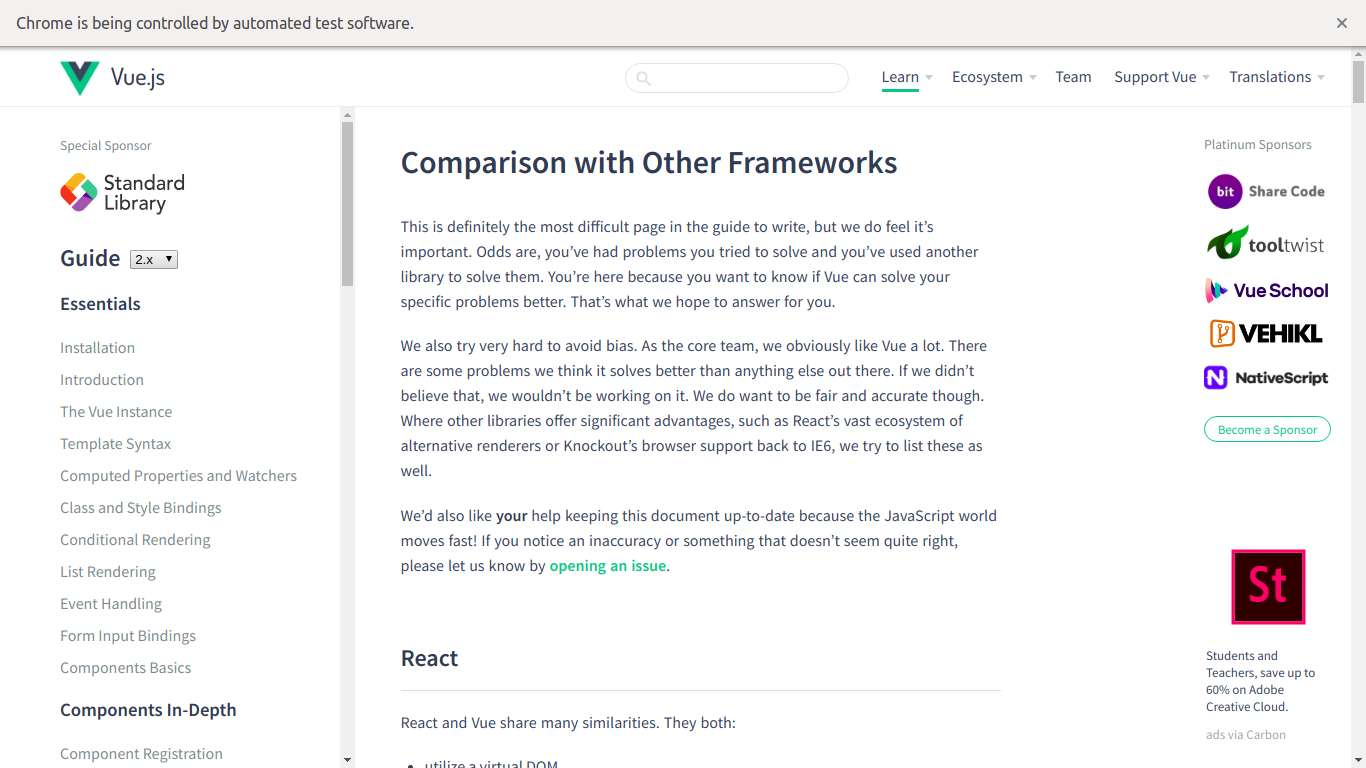 Chrome is being controlled by automated test software.
Vue.js
Learn
Ecosystem
Team
Support Vue
Translations
Special Sponsor
Standard
Library
Guide
2.x
Essentials
Installation
Introduction
The Vue Instance
Template Syntax
Computed Properties and Watchers
Class and Style Bindings
Conditional Rendering
List Rendering
Event Handling
Form Input Bindings
Components Basics
Components In-Depth
Component Registration
Comparison with Other Frameworks
This is definitely the most difficult page in the guide to write, but we do feel it’s
important. Odds are, you’ve had problems you tried to solve and you’ve used another
library to solve them. You’re here because you want to know if Vue can solve your
specific problems better. That’s what we hope to answer for you.
We also try very hard to avoid bias. As the core team, we obviously like Vue a lot. There
are some problems we think it solves better than anything else out there. If we didn’t
believe that, we wouldn’t be working on it. We do want to be fair and accurate though.
Where other libraries offer significant advantages, such as React’s vast ecosystem of
alternative renderers or Knockout’s browser support back to IE6, we try to list these as
well.
We’d also like your help keeping this document up-to-date because the JavaScript world
moves fast! If you notice an inaccuracy or something that doesn’t seem quite right,
please let us know by opening an issue.
React
React and Vue share many similarities. They both:
utilize a virtual DOM
Platinum Sponsors
bit Share Code
tooltwist
Vue School
VEHIKL
NativeScript
Become a Sponsor
St
Students and
Teachers, save up to
60% on Adobe
Creative Cloud.
ads via Carbon